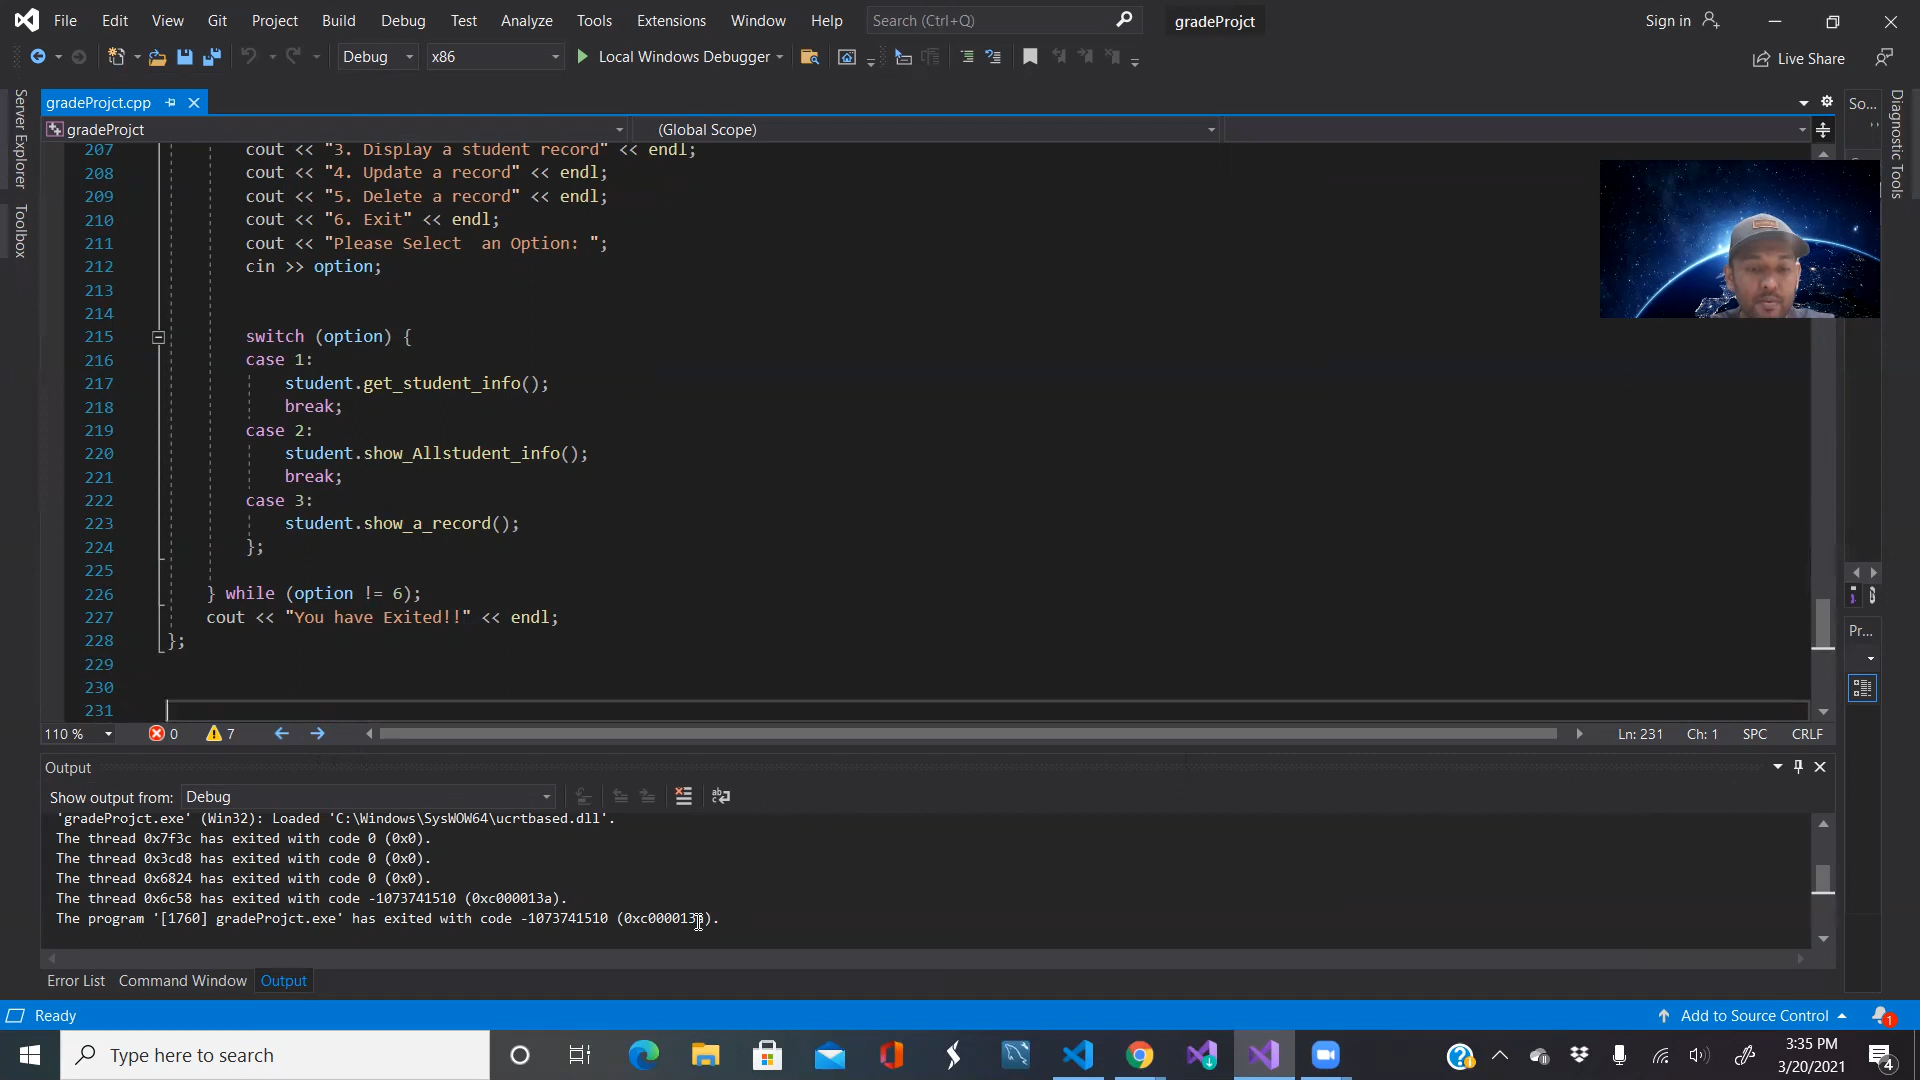 File Edit View Git Project Build Debug Test Analyze Tools Extensions Window Help Search (Ctrl+Q) gradeProjct Sign in
Debug x86 Local Windows Debugger Live Share
gradeProjct.cpp
gradeProjct (Global Scope)
Server Explorer
Toolbox
So...
Diagnostic Tools
Pr...
207 cout << "3. Display a student record" << endl;
208 cout << "4. Update a record" << endl;
209 cout << "5. Delete a record" << endl;
210 cout << "6. Exit" << endl;
211 cout << "Please Select  an Option: ";
212 cin >> option;
213
214
215 switch (option) {
216 case 1:
217 student.get_student_info();
218 break;
219 case 2:
220 student.show_Allstudent_info();
221 break;
222 case 3:
223 student.show_a_record();
224 };
225
226 } while (option != 6);
227 cout << "You have Exited!!" << endl;
228 };
229
230
231
110 % 0 7 Ln: 231 Ch: 1 SPC CRLF
Output
Show output from: Debug
'gradeProjct.exe' (Win32): Loaded 'C:\Windows\SysWOW64\ucrtbased.dll'.
The thread 0x7f3c has exited with code 0 (0x0).
The thread 0x3cd8 has exited with code 0 (0x0).
The thread 0x6824 has exited with code 0 (0x0).
The thread 0x6c58 has exited with code -1073741510 (0xc000013a).
The program '[1760] gradeProjct.exe' has exited with code -1073741510 (0xc000013a).
Error List Command Window Output
Ready Add to Source Control 1
Type here to search
3:35 PM
3/20/2021
4